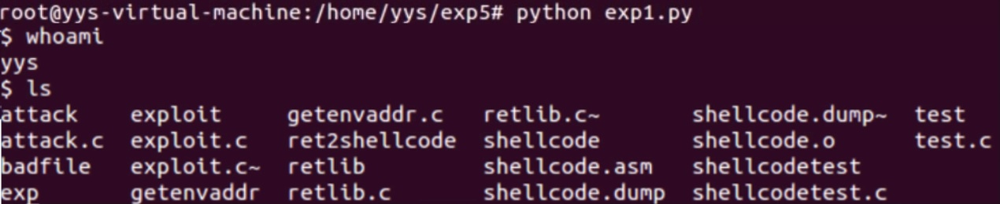 root@yys-virtual-machine:/home/yys/exp5# python exp1.py
$ whoami
yys
$ ls
attack exploit getenvaddr.c retlib.c~ shellcode.dump~ test
attack.c exploit.c ret2shellcode shellcode shellcode.o test.c
badfile exploit.c~ retlib shellcode.asm shellcodetest
exp getenvaddr retlib.c shellcode.dump shellcodetest.c